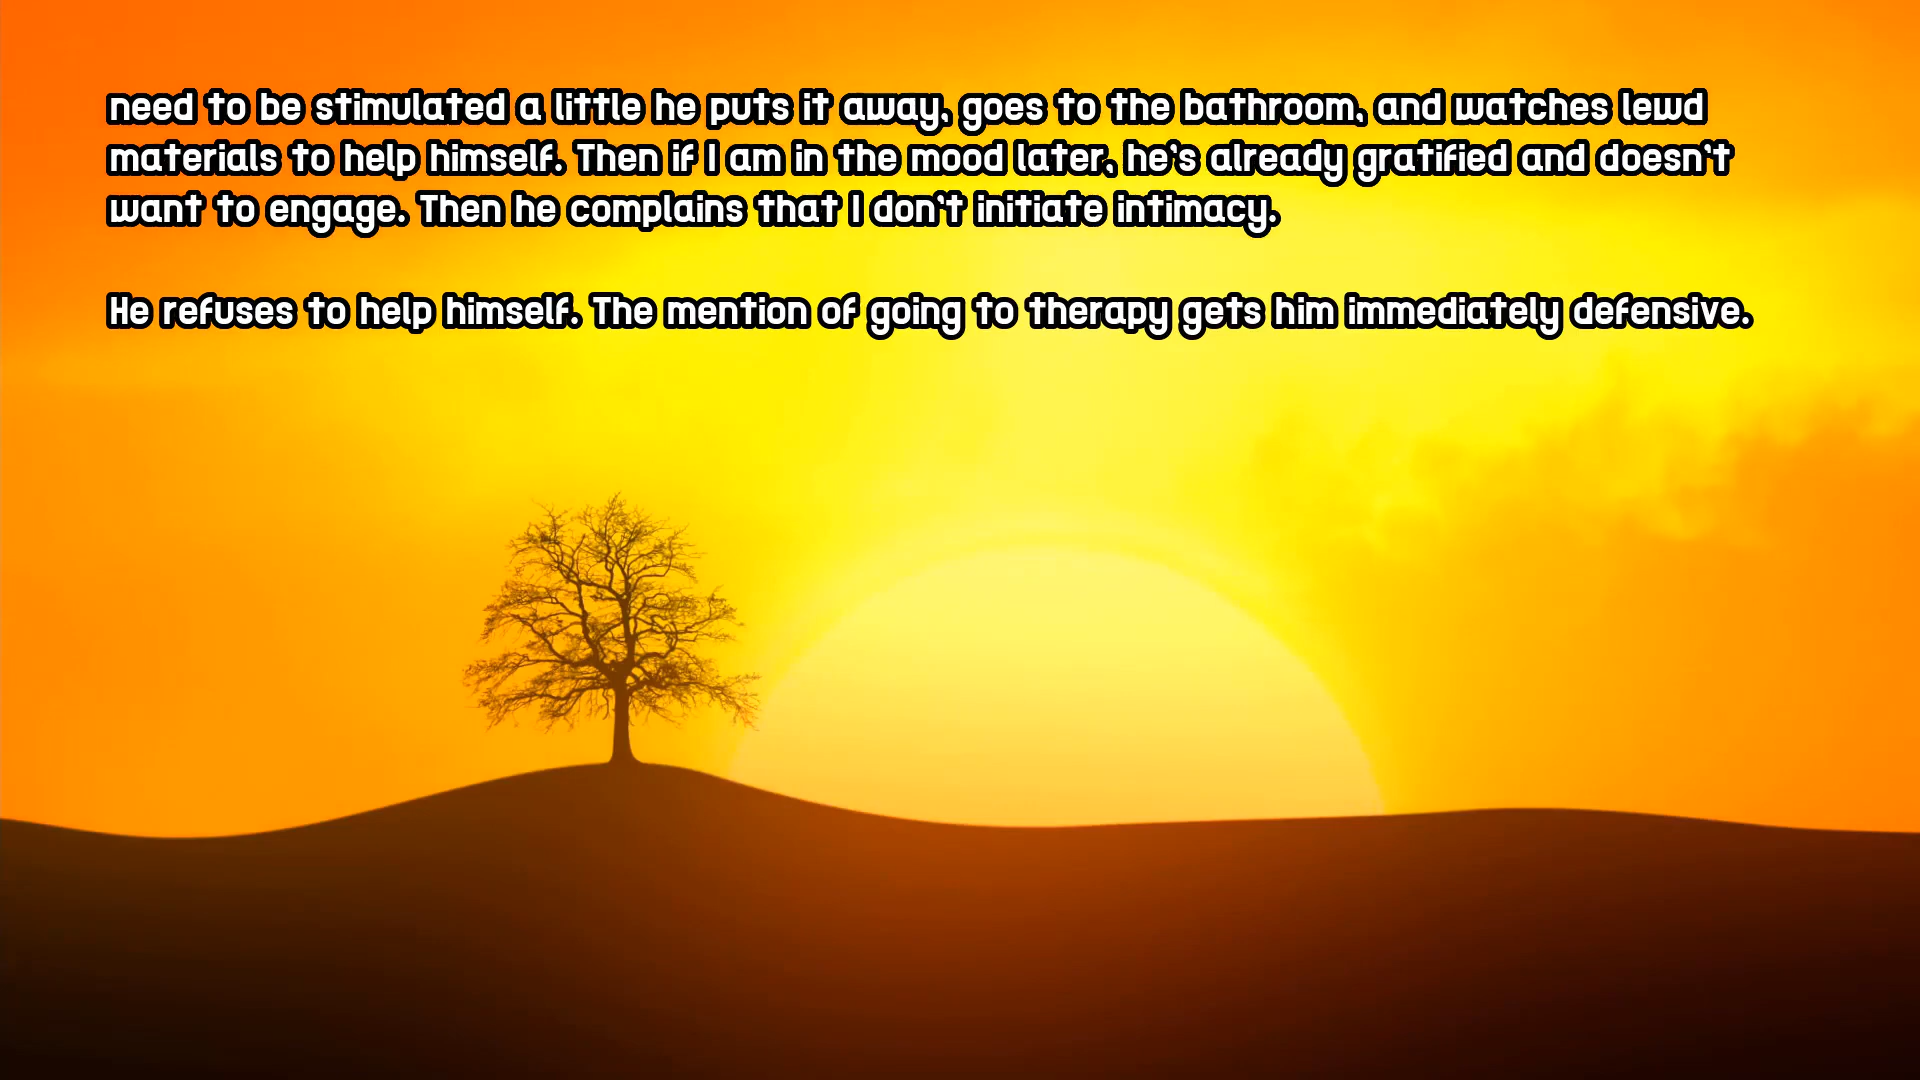 need to be stimulated a little he puts it away, goes to the bathroom, and watches lewd
materials to help himself. Then if I am in the mood later, he's already gratified and doesn't
want to engage. Then he complains that I don't initiate intimacy.
He refuses to help himself. The mention of going to therapy gets him immediately defensive.